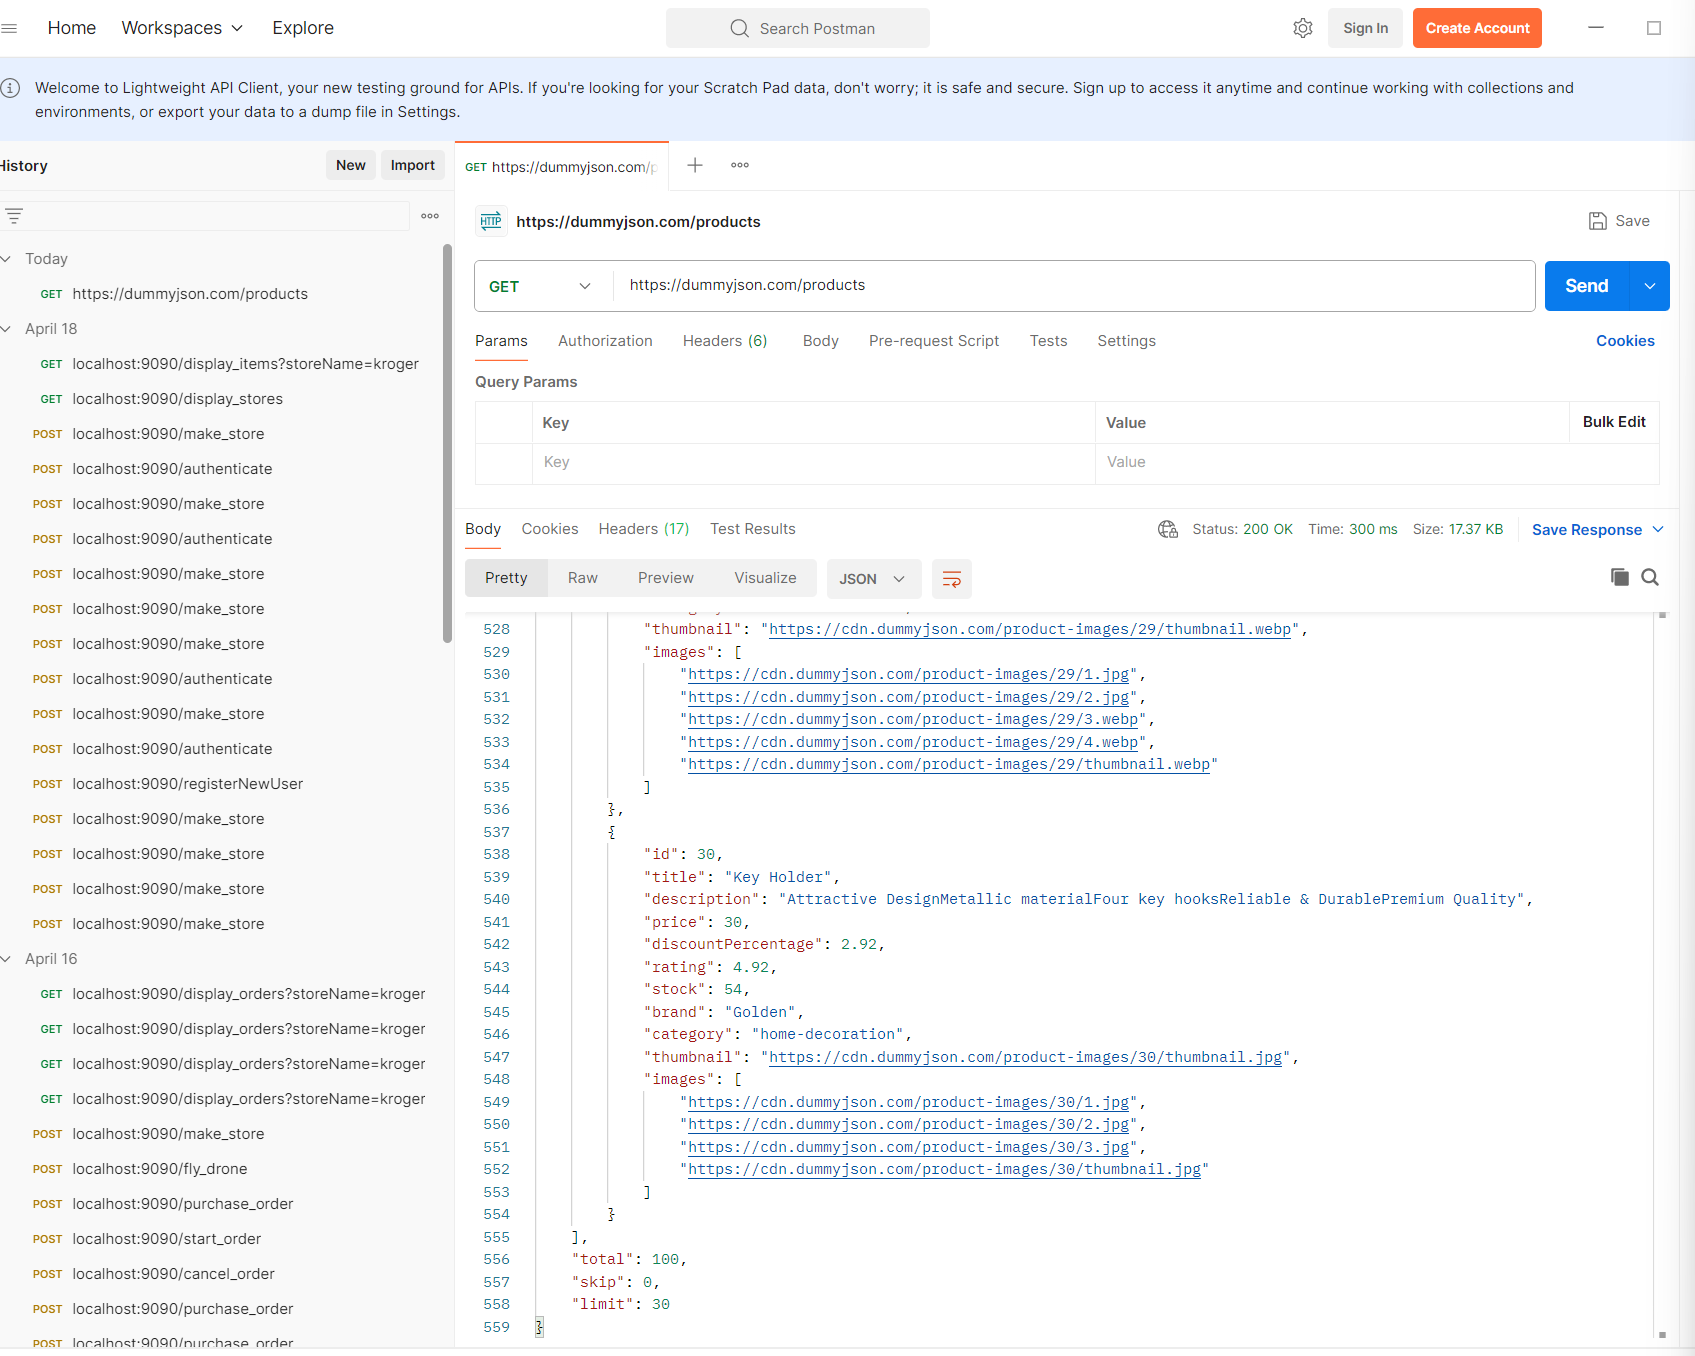 Home Workspaces Explore Search Postman Sign In Create Account
Welcome to Lightweight API Client, your new testing ground for APIs. If you're looking for your Scratch Pad data, don't worry; it is safe and secure. Sign up to access it anytime and continue working with collections and
environments, or export your data to a dump file in Settings.
History New Import
Today
GET https://dummyjson.com/products
April 18
GET localhost:9090/display_items?storeName=kroger
GET localhost:9090/display_stores
POST localhost:9090/make_store
POST localhost:9090/authenticate
POST localhost:9090/make_store
POST localhost:9090/authenticate
POST localhost:9090/make_store
POST localhost:9090/make_store
POST localhost:9090/make_store
POST localhost:9090/authenticate
POST localhost:9090/make_store
POST localhost:9090/authenticate
POST localhost:9090/registerNewUser
POST localhost:9090/make_store
POST localhost:9090/make_store
POST localhost:9090/make_store
POST localhost:9090/make_store
April 16
GET localhost:9090/display_orders?storeName=kroger
GET localhost:9090/display_orders?storeName=kroger
GET localhost:9090/display_orders?storeName=kroger
GET localhost:9090/display_orders?storeName=kroger
POST localhost:9090/make_store
POST localhost:9090/fly_drone
POST localhost:9090/purchase_order
POST localhost:9090/start_order
POST localhost:9090/cancel_order
POST localhost:9090/purchase_order
POST localhost:9090/purchase_order
GET https://dummyjson.com/p
HTTP https://dummyjson.com/products Save
GET https://dummyjson.com/products Send
Params Authorization Headers (6) Body Pre-request Script Tests Settings Cookies
Query Params
Key Value Bulk Edit
Key Value
Body Cookies Headers (17) Test Results Status: 200 OK Time: 300 ms Size: 17.37 KB Save Response
Pretty Raw Preview Visualize JSON
528 "thumbnail": "https://cdn.dummyjson.com/product-images/29/thumbnail.webp",
529 "images": [
530 "https://cdn.dummyjson.com/product-images/29/1.jpg",
531 "https://cdn.dummyjson.com/product-images/29/2.jpg",
532 "https://cdn.dummyjson.com/product-images/29/3.webp",
533 "https://cdn.dummyjson.com/product-images/29/4.webp",
534 "https://cdn.dummyjson.com/product-images/29/thumbnail.webp"
535 ]
536 },
537 {
538 "id": 30,
539 "title": "Key Holder",
540 "description": "Attractive DesignMetallic materialFour key hooksReliable & DurablePremium Quality",
541 "price": 30,
542 "discountPercentage": 2.92,
543 "rating": 4.92,
544 "stock": 54,
545 "brand": "Golden",
546 "category": "home-decoration",
547 "thumbnail": "https://cdn.dummyjson.com/product-images/30/thumbnail.jpg",
548 "images": [
549 "https://cdn.dummyjson.com/product-images/30/1.jpg",
550 "https://cdn.dummyjson.com/product-images/30/2.jpg",
551 "https://cdn.dummyjson.com/product-images/30/3.jpg",
552 "https://cdn.dummyjson.com/product-images/30/thumbnail.jpg"
553 ]
554 }
555 ],
556 "total": 100,
557 "skip": 0,
558 "limit": 30
559 }